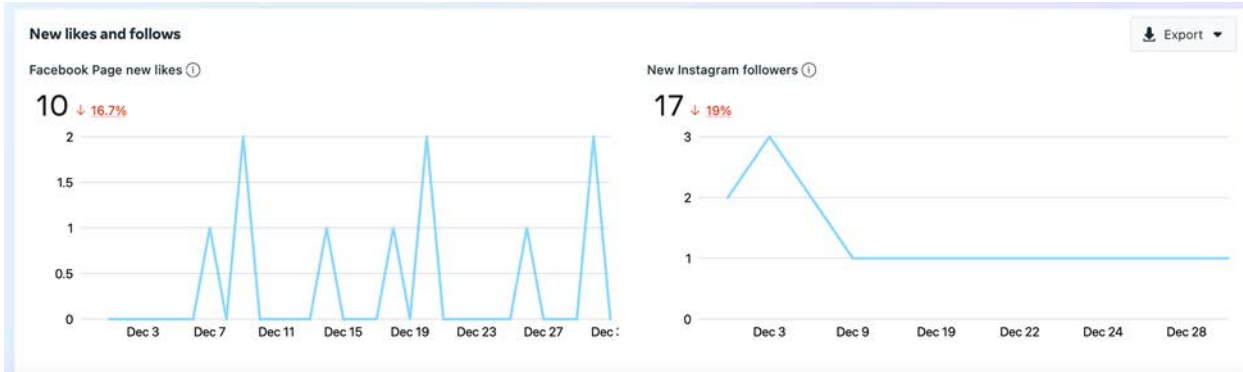 New likes and follows
Export
Facebook Page new likes
New Instagram followers
10 ↓ 16.7%
17 ↓ 19%
2
1.5
1
0.5
0
Dec 3 Dec 7 Dec 11 Dec 15 Dec 19 Dec 23 Dec 27 Dec
3
2
1
0
Dec 3 Dec 9 Dec 19 Dec 22 Dec 24 Dec 28